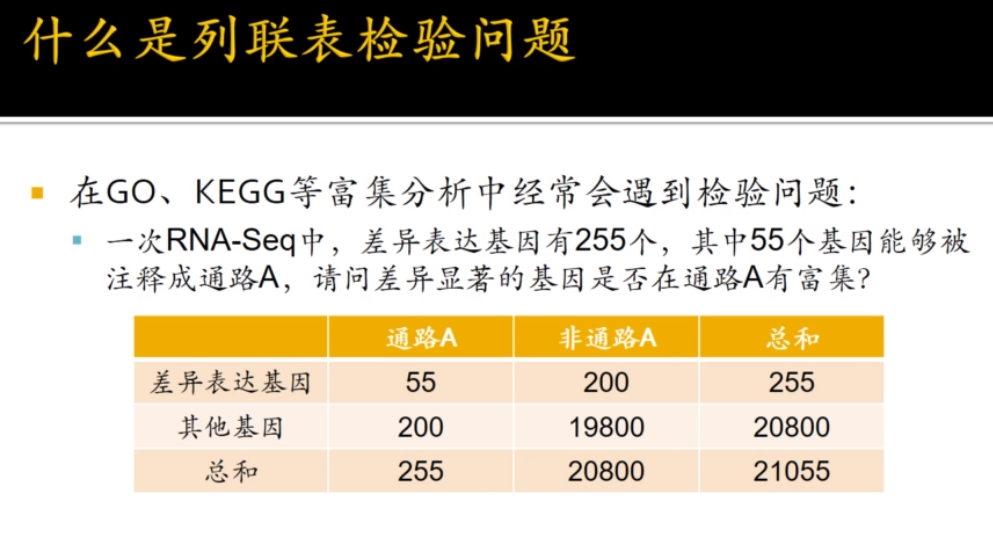 什么是列联表检验问题
在GO、KEGG等富集分析中经常会遇到检验问：
一次RNA-Seq中，差异表达基因有255个，其中55个基因能够被
注释成通路A，请问差异显著的基因是否在通路A有富集？
通路A 非通路A 总和
差异表达基因 55 200 255
其他基因 200 19800 20800
总和 255 20800 21055